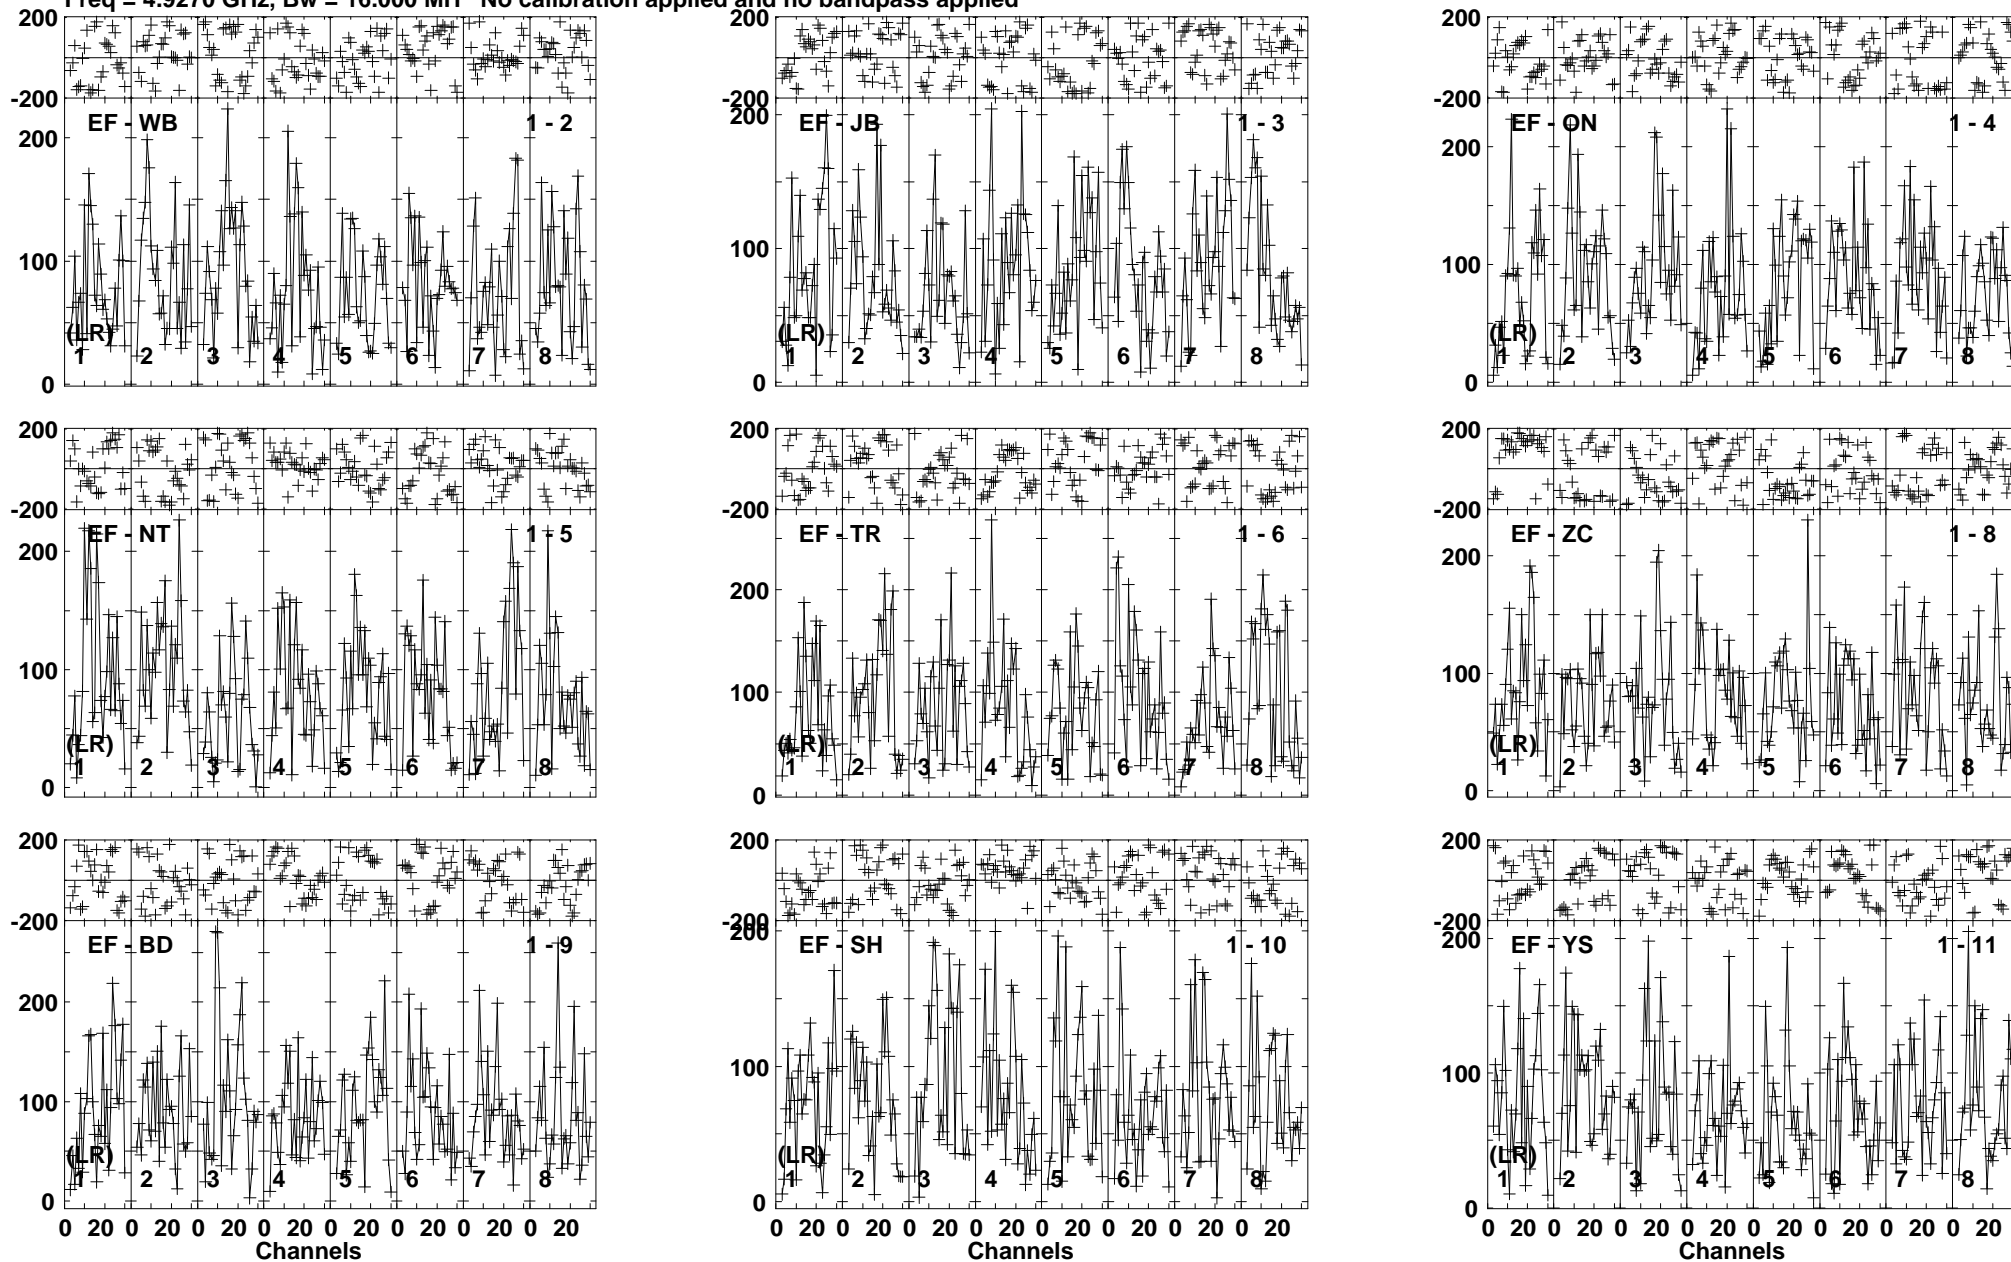 Freq = 4.9270 GHz, Bw = 16.000 MH No calibration applied and no bandpass applied
200 200 200
-200 -200 -200
EF - WB 1 - 2 EF - JB 1 - 3 EF - ON 1 - 4
200 200 200
100 100 100
(LR) (LR) (LR)
1 2 3 4 5 6 7 8 1 2 3 4 5 6 7 8 1 2 3 4 5 6 7 8
0 0 0
200 200 200
-200 -200 -200
EF - NT 1 - 5 EF - TR 1 - 6 EF - ZC 1 - 8
200 200 200
100 100 100
(LR) (LR) (LR)
1 2 3 4 5 6 7 8 1 2 3 4 5 6 7 8 1 2 3 4 5 6 7 8
0 0 0
200 200 200
-200 -200 -200
EF - BD 1 - 9 EF - SH 1 - 10 EF - YS 1 - 11
200 200 200
100 100 100
(LR) (LR) (LR)
1 2 3 4 5 6 7 8 1 2 3 4 5 6 7 8 1 2 3 4 5 6 7 8
0 0 0
0 20 0 20 0 20 0 20 0 20 0 20 0 20 0 20 0 20 0 20 0 20 0 20 0 20 0 20 0 20 0 20 0 20 0 20 0 20 0 20 0 20 0 20 0 20 0 20
Channels Channels Channels